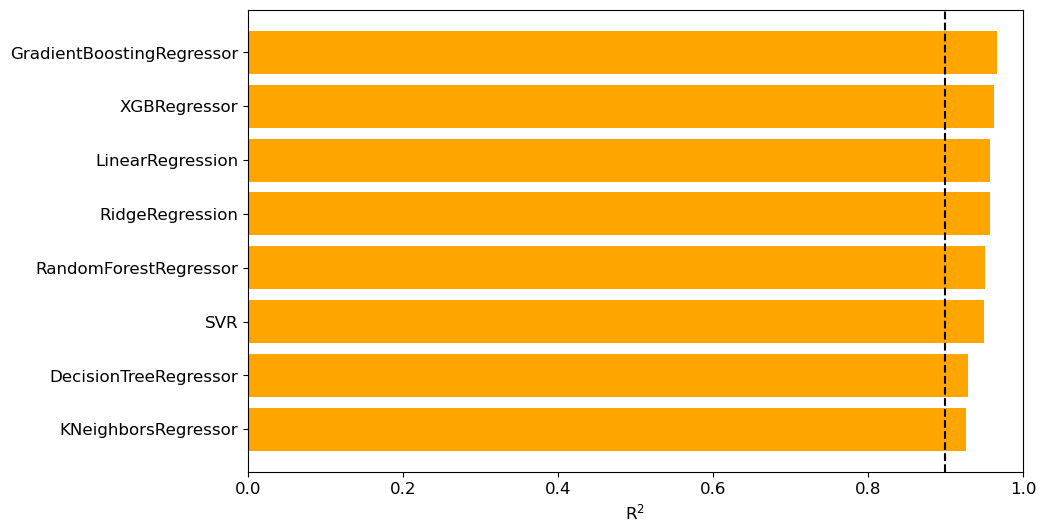 GradientBoostingRegressor
XGBRegressor
LinearRegression
RidgeRegression
RandomForestRegressor
SVR
DecisionTreeRegressor
KNeighborsRegressor
0.0 0.2 0.4 0.6 0.8 1.0
R²